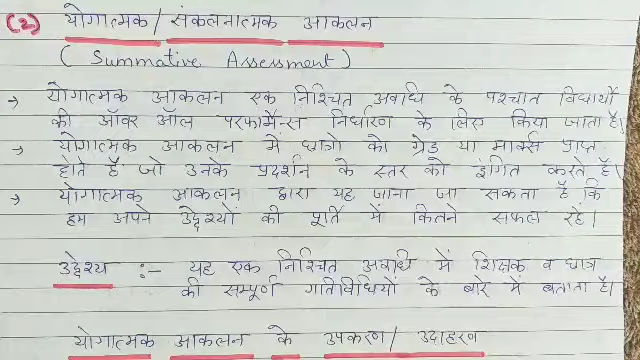 (2) योगात्मक / संकलनात्मक आकलन
( Summative Assessment )
→ योगात्मक आकलन एक निश्चित अवधि के पश्चात विद्यार्थी
की ऑवर ऑल परफार्मेन्स निर्धारण के लिए किया जाता है।
→ योगात्मक आकलन में छात्रो को ग्रेड या मार्क्स प्राप्त
होते हैं जो उनके प्रदर्शन के स्तर को इंगित करते है।
→ योगात्मक आकलन द्वारा यह जाना जा सकता है कि
हम अपने उद्देश्यों की पूर्ति में कितने सफल रहें।
उद्देश्य :- यह एक निश्चित अवधि में शिक्षक व छात्र
की सम्पूर्ण गतिविधियों के बारे में बताता है।
योगात्मक आकलन के उपकरण / उदाहरण